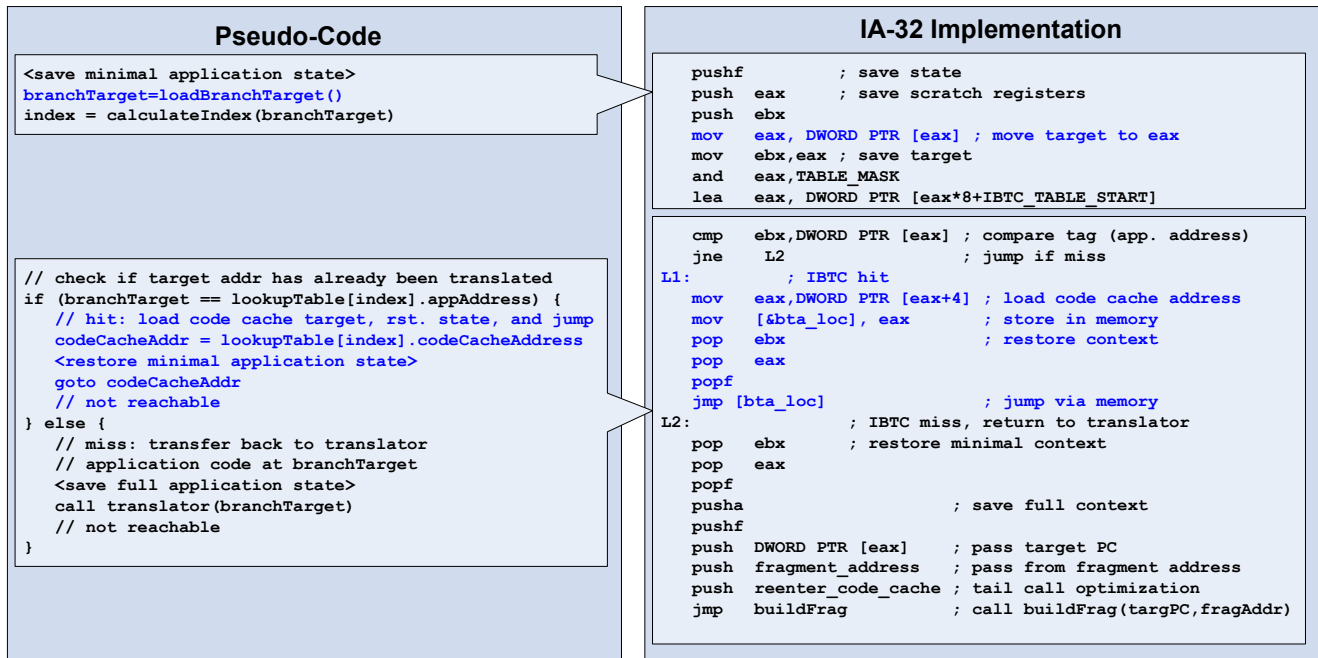 Pseudo-Code
<save minimal application state>
branchTarget=loadBranchTarget()
index = calculateIndex(branchTarget)
// check if target addr has already been translated
if (branchTarget == lookupTable[index].appAddress) {
// hit: load code cache target, rst. state, and jump
codeCacheAddr = lookupTable[index].codeCacheAddress
<restore minimal application state>
goto codeCacheAddr
// not reachable
} else {
// miss: transfer back to translator
// application code at branchTarget
<save full application state>
call translator(branchTarget)
// not reachable
}
IA-32 Implementation
pushf ; save state
push eax ; save scratch registers
push ebx
mov eax, DWORD PTR [eax] ; move target to eax
mov ebx,eax ; save target
and eax,TABLE_MASK
lea eax, DWORD PTR [eax*8+IBTC_TABLE_START]
cmp ebx,DWORD PTR [eax] ; compare tag (app. address)
jne L2 ; jump if miss
L1: ; IBTC hit
mov eax,DWORD PTR [eax+4] ; load code cache address
mov [&bta_loc], eax ; store in memory
pop ebx ; restore context
pop eax
popf
jmp [bta_loc] ; jump via memory
L2: ; IBTC miss, return to translator
pop ebx ; restore minimal context
pop eax
popf
pusha ; save full context
pushf
push DWORD PTR [eax] ; pass target PC
push fragment_address ; pass from fragment address
push reenter_code_cache ; tail call optimization
jmp buildFrag ; call buildFrag(targPC,fragAddr)